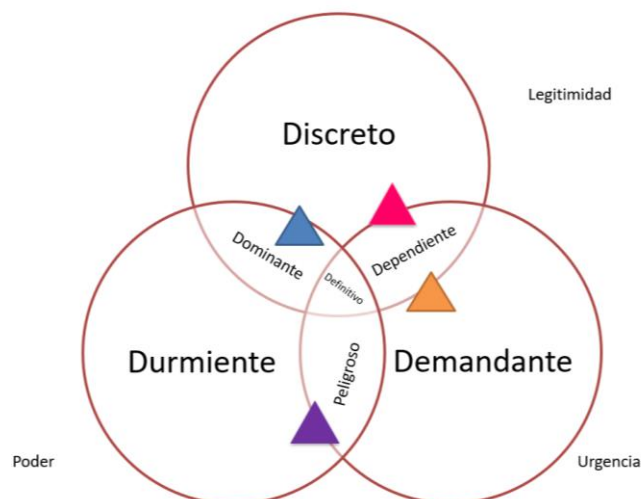 Legitimidad
Discreto
Dominante
Dependiente
Definitivo
Durmiente
Peligroso
Demandante
Poder
Urgencia